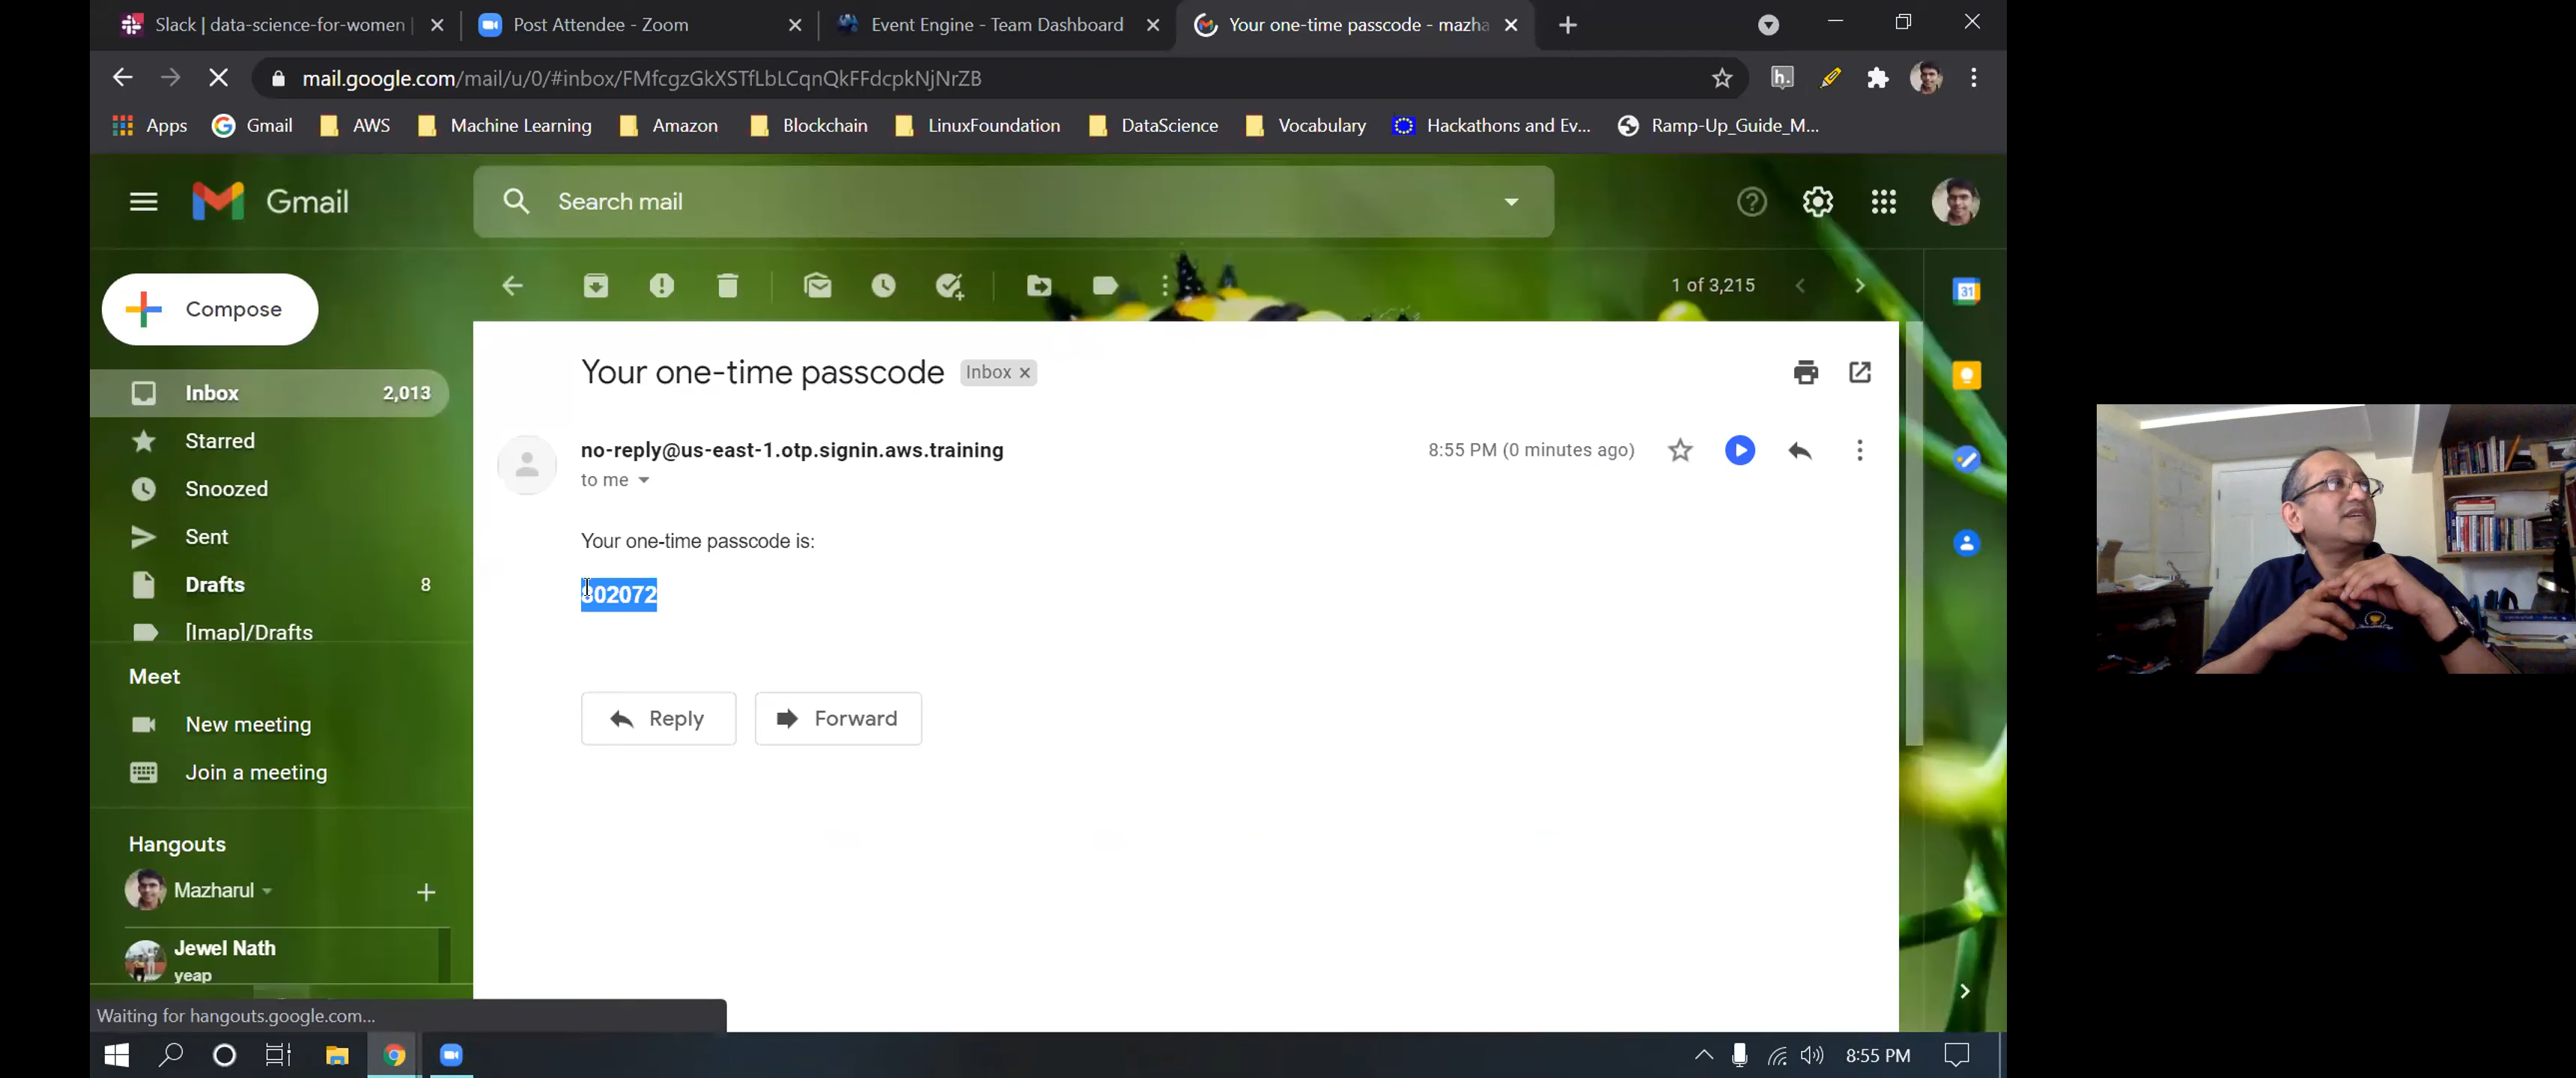 Slack | data-science-for-women
Post Attendee - Zoom
Event Engine - Team Dashboard
Your one-time passcode - mazha
mail.google.com/mail/u/0/#inbox/FMfcgzGkXSTfLbLCqnQkFFdcpkNjNrZB
h.
Apps
Gmail
AWS
Machine Learning
Amazon
Blockchain
LinuxFoundation
DataScience
Vocabulary
Hackathons and Ev...
Ramp-Up_Guide_M...
Gmail
Search mail
Compose
1 of 3,215
31
Inbox 2,013
Starred
Snoozed
Sent
Drafts 8
[Imap]/Drafts
Meet
New meeting
Join a meeting
Hangouts
Mazharul
Jewel Nath
yeap
Your one-time passcode Inbox x
no-reply@us-east-1.otp.signin.aws.training
8:55 PM (0 minutes ago)
to me
Your one-time passcode is:
Reply
Forward
Waiting for hangouts.google.com...
8:55 PM